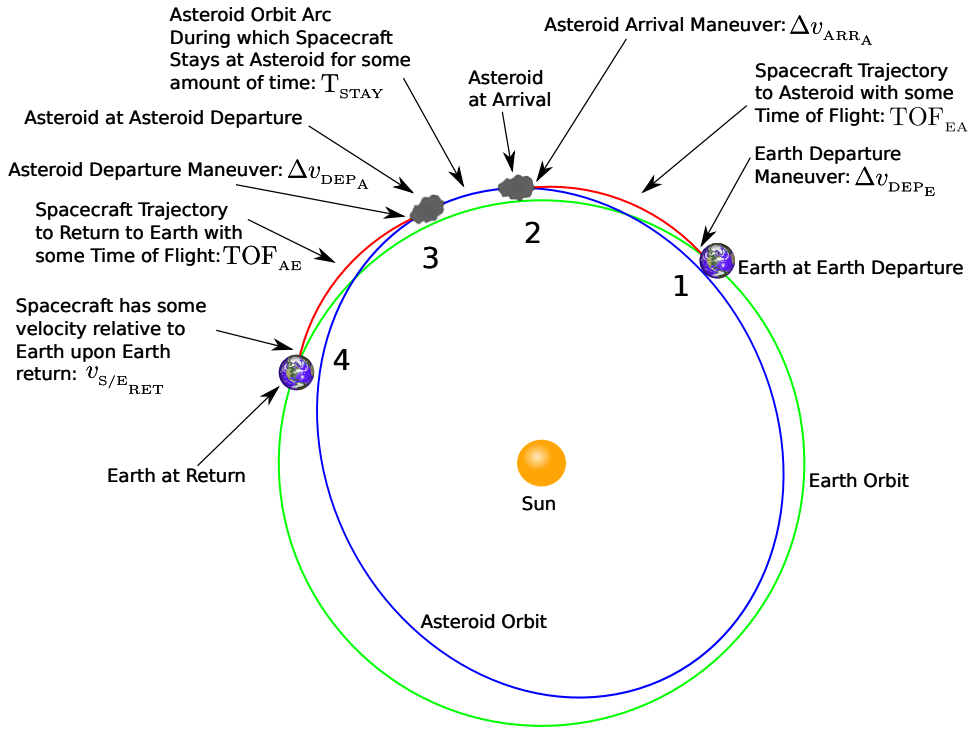 Asteroid Orbit Arc
During which Spacecraft
Stays at Asteroid for some
amount of time: T_STAY
Asteroid Arrival Maneuver: Δv_ARR_A
Asteroid
at Arrival
Spacecraft Trajectory
to Asteroid with some
Time of Flight: TOF_EA
Asteroid at Asteroid Departure
Earth Departure
Maneuver: Δv_DEP_E
Asteroid Departure Maneuver: Δv_DEP_A
Spacecraft Trajectory
to Return to Earth with
some Time of Flight: TOF_AE
2
3
1
Earth at Earth Departure
Spacecraft has some
velocity relative to
Earth upon Earth
return: v_S/E_RET
4
Earth at Return
Sun
Earth Orbit
Asteroid Orbit